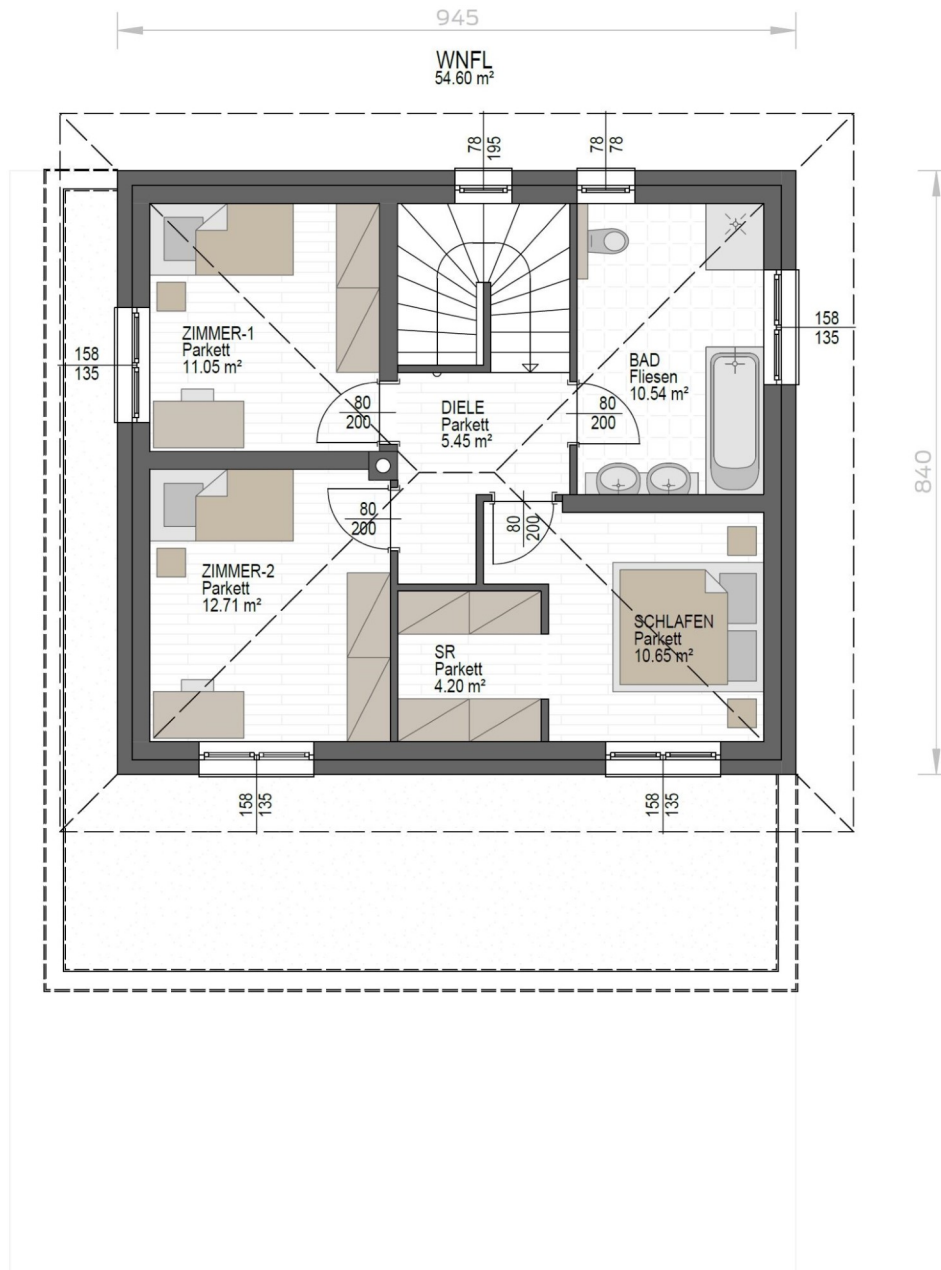 945
WNFL
54.60 m²
78
195
78
78
158
135
158
135
840
ZIMMER-1
Parkett
11.05 m²
BAD
Fliesen
10.54 m²
DIELE
Parkett
5.45 m²
80
200
80
200
80
200
80
200
ZIMMER-2
Parkett
12.71 m²
SR
Parkett
4.20 m²
SCHLAFEN
Parkett
10.65 m²
158
135
158
135